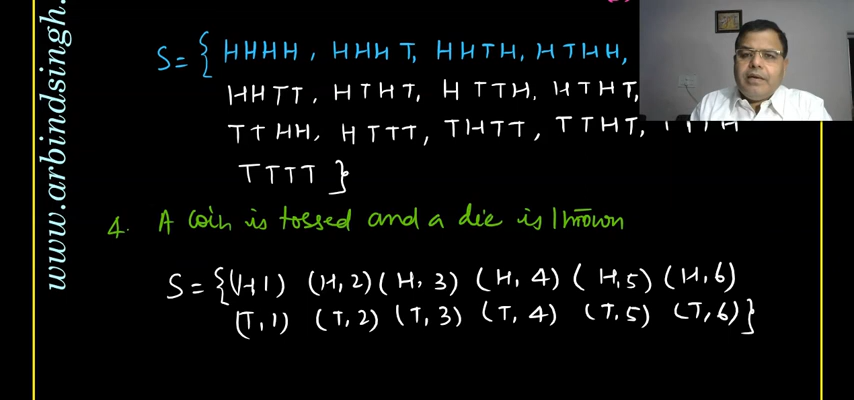 www.arbindsingh.
S = { HHHH, HHHT, HHTH, HTHH,
HHTT, HTHT, HTTH, HTHT,
TTHH, HTTT, THTT, TTHT, TTTH
TTTT }
4. A coin is tossed and a die is thrown
S = { (H,1) (H,2) (H,3) (H,4) (H,5) (H,6)
(T,1) (T,2) (T,3) (T,4) (T,5) (T,6) }